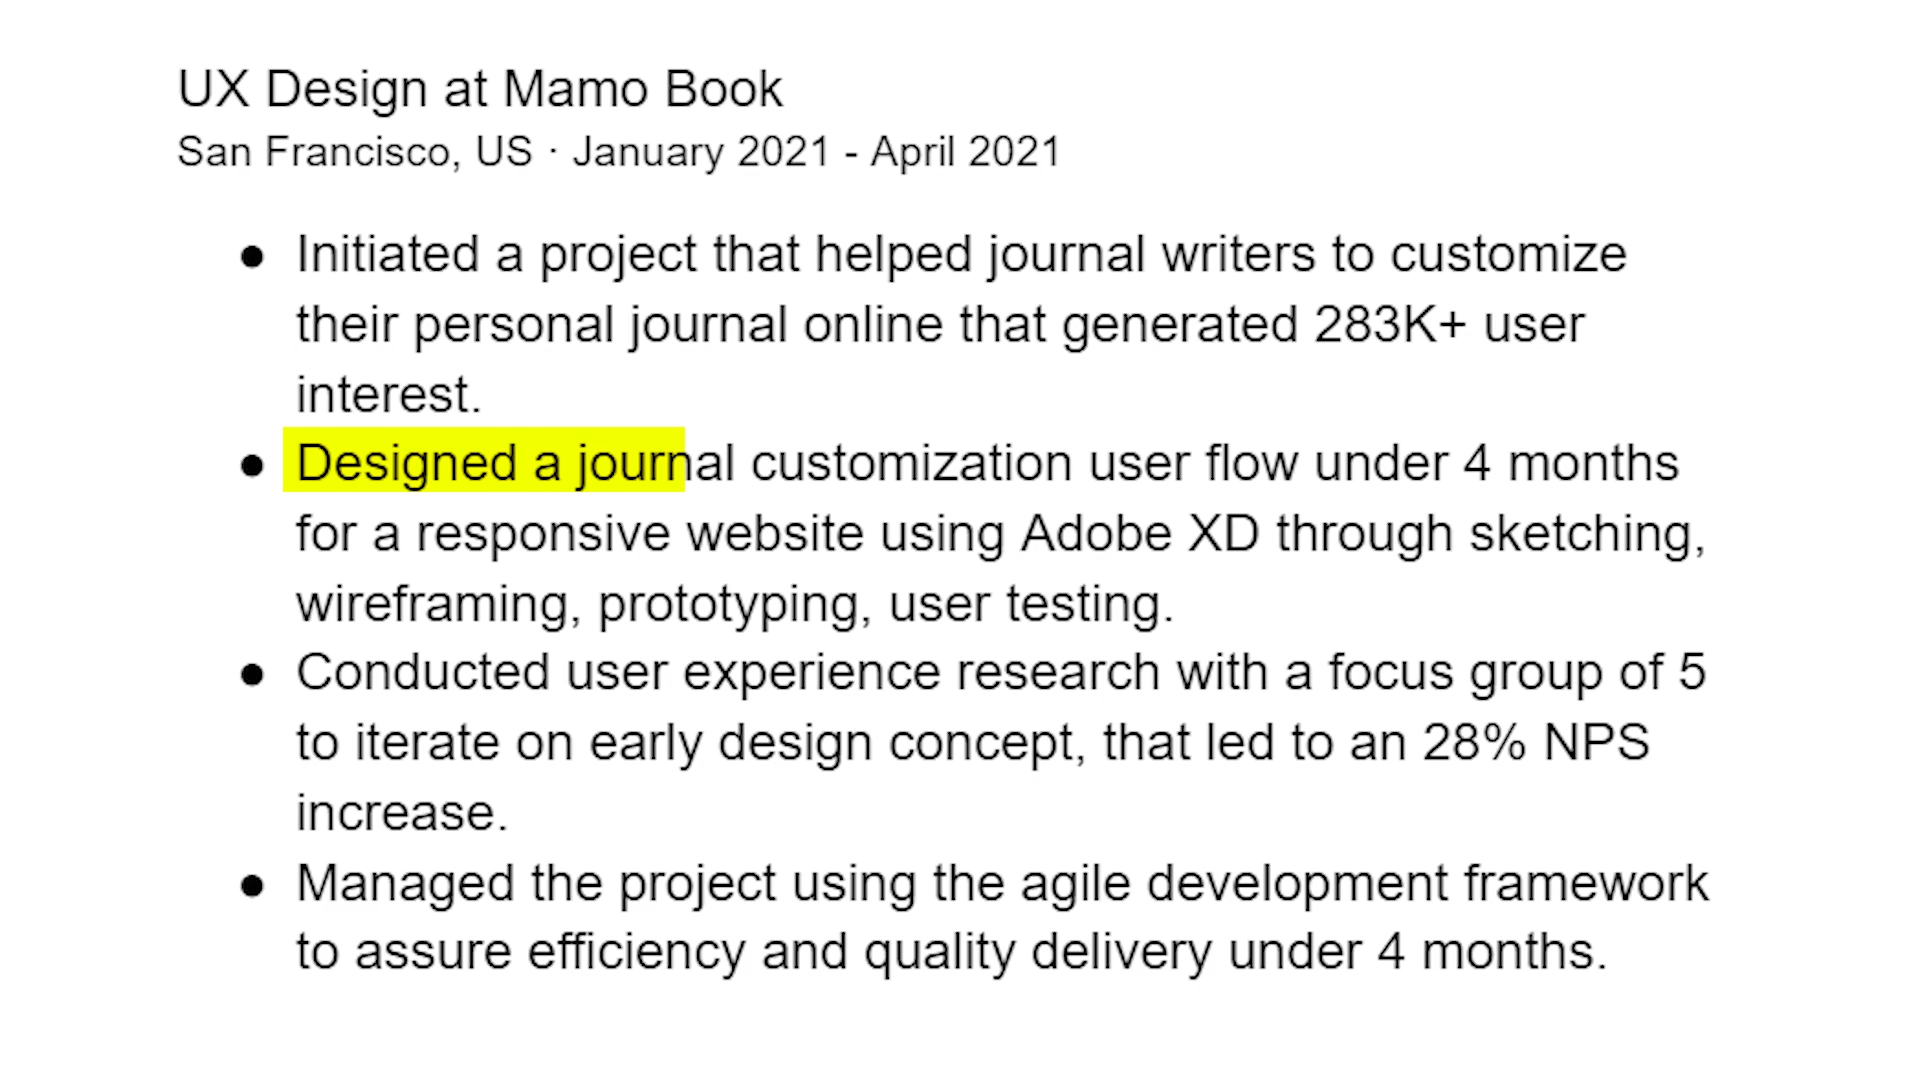 UX Design at Mamo Book
San Francisco, US · January 2021 - April 2021
● Initiated a project that helped journal writers to customize
their personal journal online that generated 283K+ user
interest.
● Designed a journal customization user flow under 4 months
for a responsive website using Adobe XD through sketching,
wireframing, prototyping, user testing.
● Conducted user experience research with a focus group of 5
to iterate on early design concept, that led to an 28% NPS
increase.
● Managed the project using the agile development framework
to assure efficiency and quality delivery under 4 months.